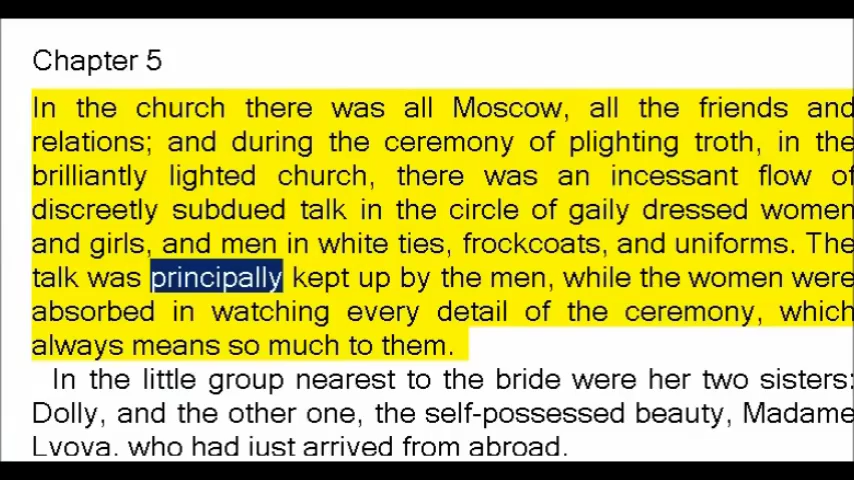 Chapter 5
In the church there was all Moscow, all the friends and
relations; and during the ceremony of plighting troth, in the
brilliantly lighted church, there was an incessant flow of
discreetly subdued talk in the circle of gaily dressed women
and girls, and men in white ties, frockcoats, and uniforms. The
talk was principally kept up by the men, while the women were
absorbed in watching every detail of the ceremony, which
always means so much to them.
In the little group nearest to the bride were her two sisters:
Dolly, and the other one, the self-possessed beauty, Madame
Lvova, who had just arrived from abroad.